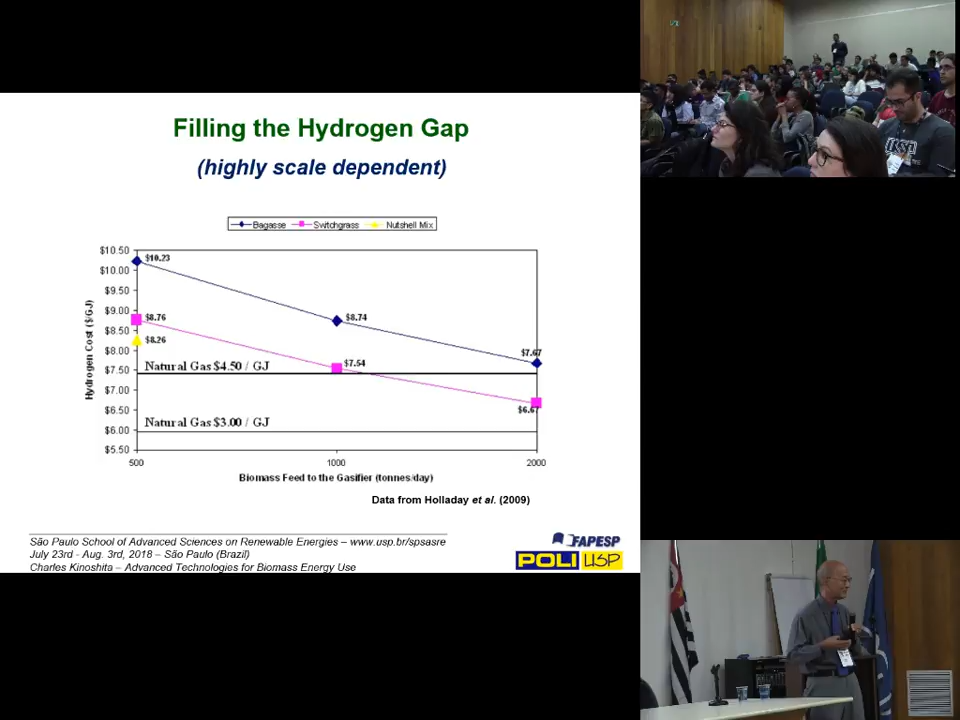 Filling the Hydrogen Gap
(highly scale dependent)
Bagasse Switchgrass Nutshell Mix
$10.50
$10.00
$9.50
$9.00
$8.50
$8.00
$7.50
$7.00
$6.50
$6.00
$5.50
Hydrogen Cost ($/GJ)
$10.23
$8.76
$8.26
$8.74
$7.54
$7.67
$6.67
Natural Gas $4.50 / GJ
Natural Gas $3.00 / GJ
500 1000 2000
Biomass Feed to the Gasifier (tonnes/day)
Data from Holladay et al. (2009)
São Paulo School of Advanced Sciences on Renewable Energies – www.usp.br/spsasre
July 23rd - Aug. 3rd, 2018 – São Paulo (Brazil)
Charles Kinoshita – Advanced Technologies for Biomass Energy Use
FAPESP
POLI USP